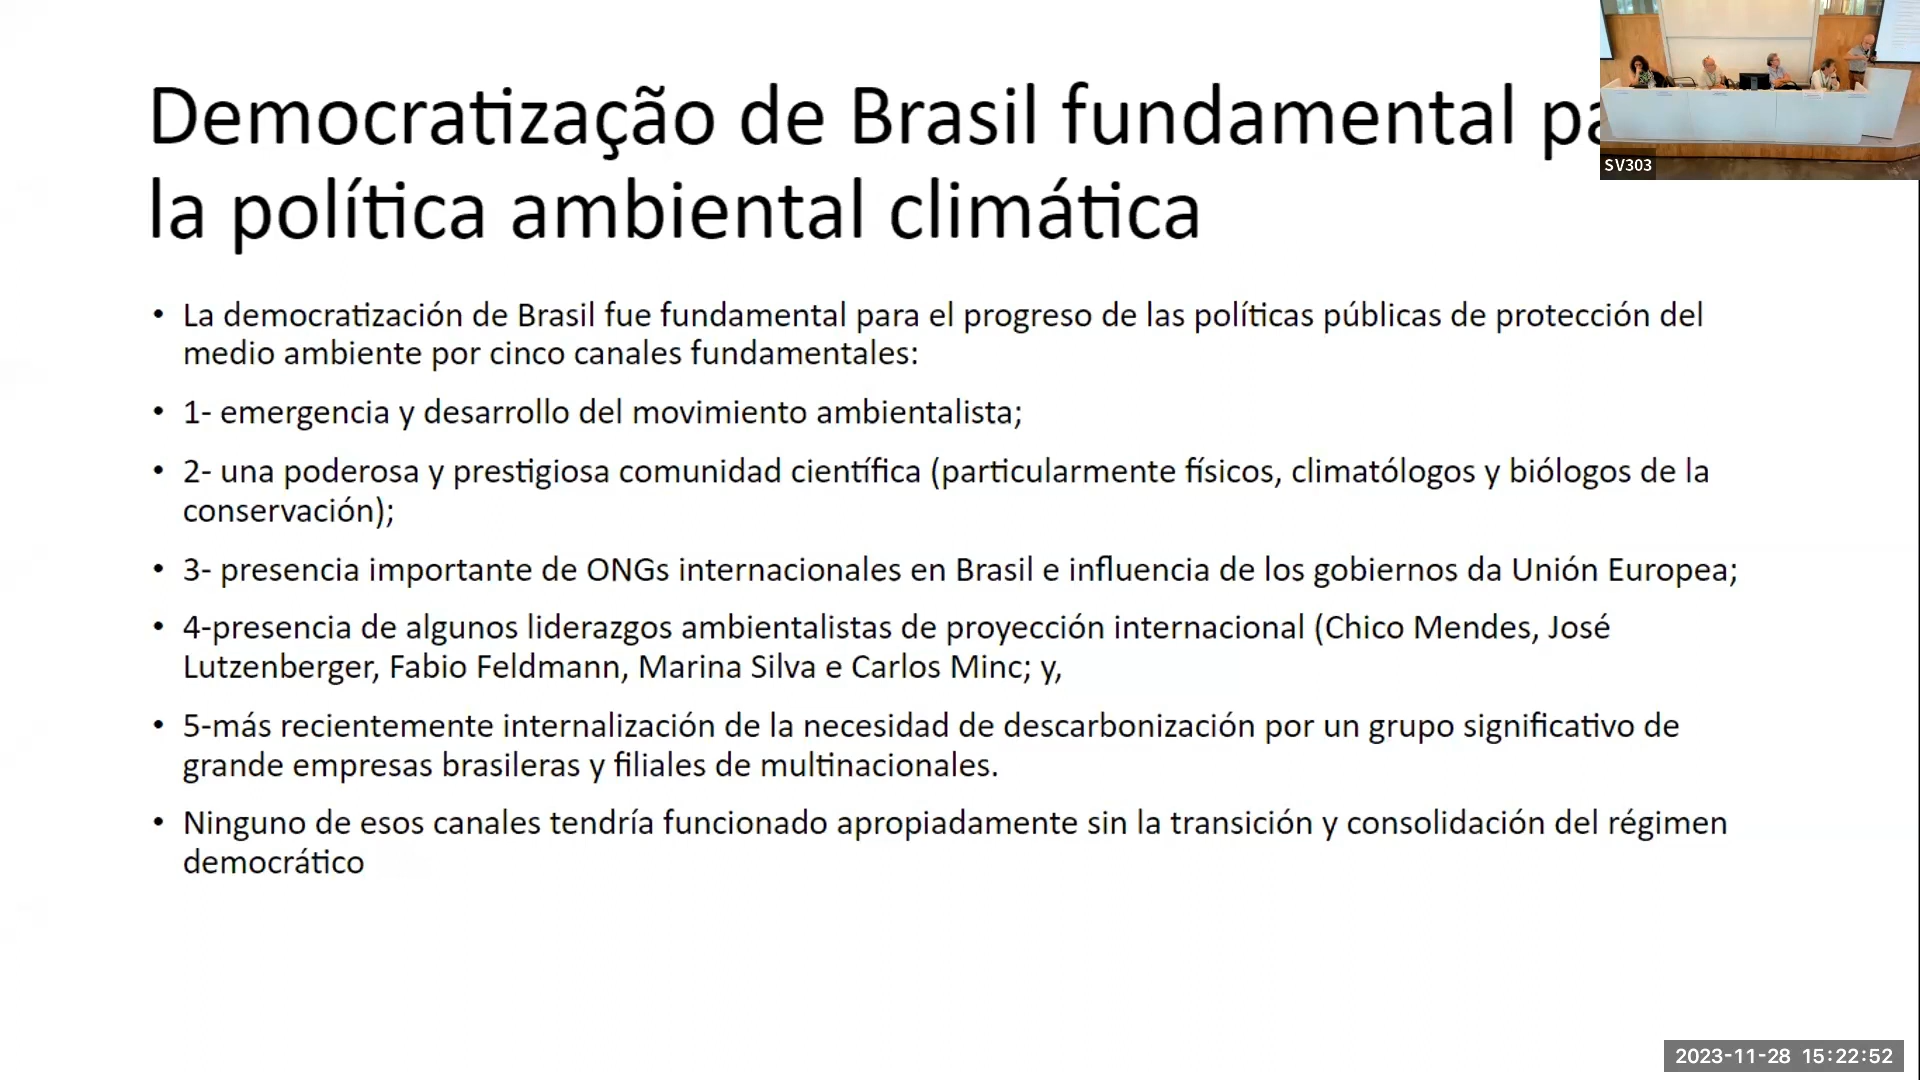 Democratização de Brasil fundamental
la política ambiental climática
SV303
• La democratización de Brasil fue fundamental para el progreso de las políticas públicas de protección del
medio ambiente por cinco canales fundamentales:
• 1- emergencia y desarrollo del movimiento ambientalista;
• 2- una poderosa y prestigiosa comunidad científica (particularmente físicos, climatólogos y biólogos de la
conservación);
• 3- presencia importante de ONGs internacionales en Brasil e influencia de los gobiernos da Unión Europea;
• 4-presencia de algunos liderazgos ambientalistas de proyección internacional (Chico Mendes, José
Lutzenberger, Fabio Feldmann, Marina Silva e Carlos Minc; y,
• 5-más recientemente internalización de la necesidad de descarbonización por un grupo significativo de
grande empresas brasileras y filiales de multinacionales.
• Ninguno de esos canales tendría funcionado apropiadamente sin la transición y consolidación del régimen
democrático
2023-11-28 15:22:52